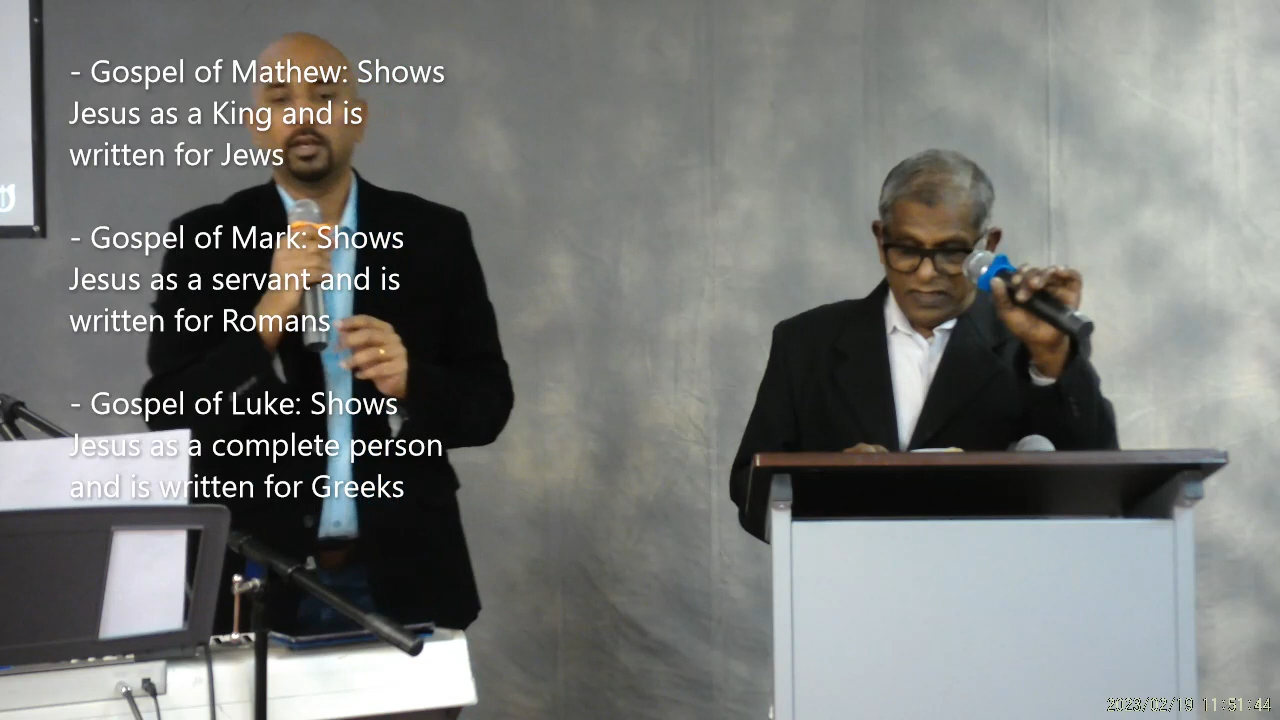 - Gospel of Mathew: Shows
Jesus as a King and is
written for Jews
- Gospel of Mark: Shows
Jesus as a servant and is
written for Romans
- Gospel of Luke: Shows
Jesus as a complete person
and is written for Greeks
2023/02/19 11:31:44